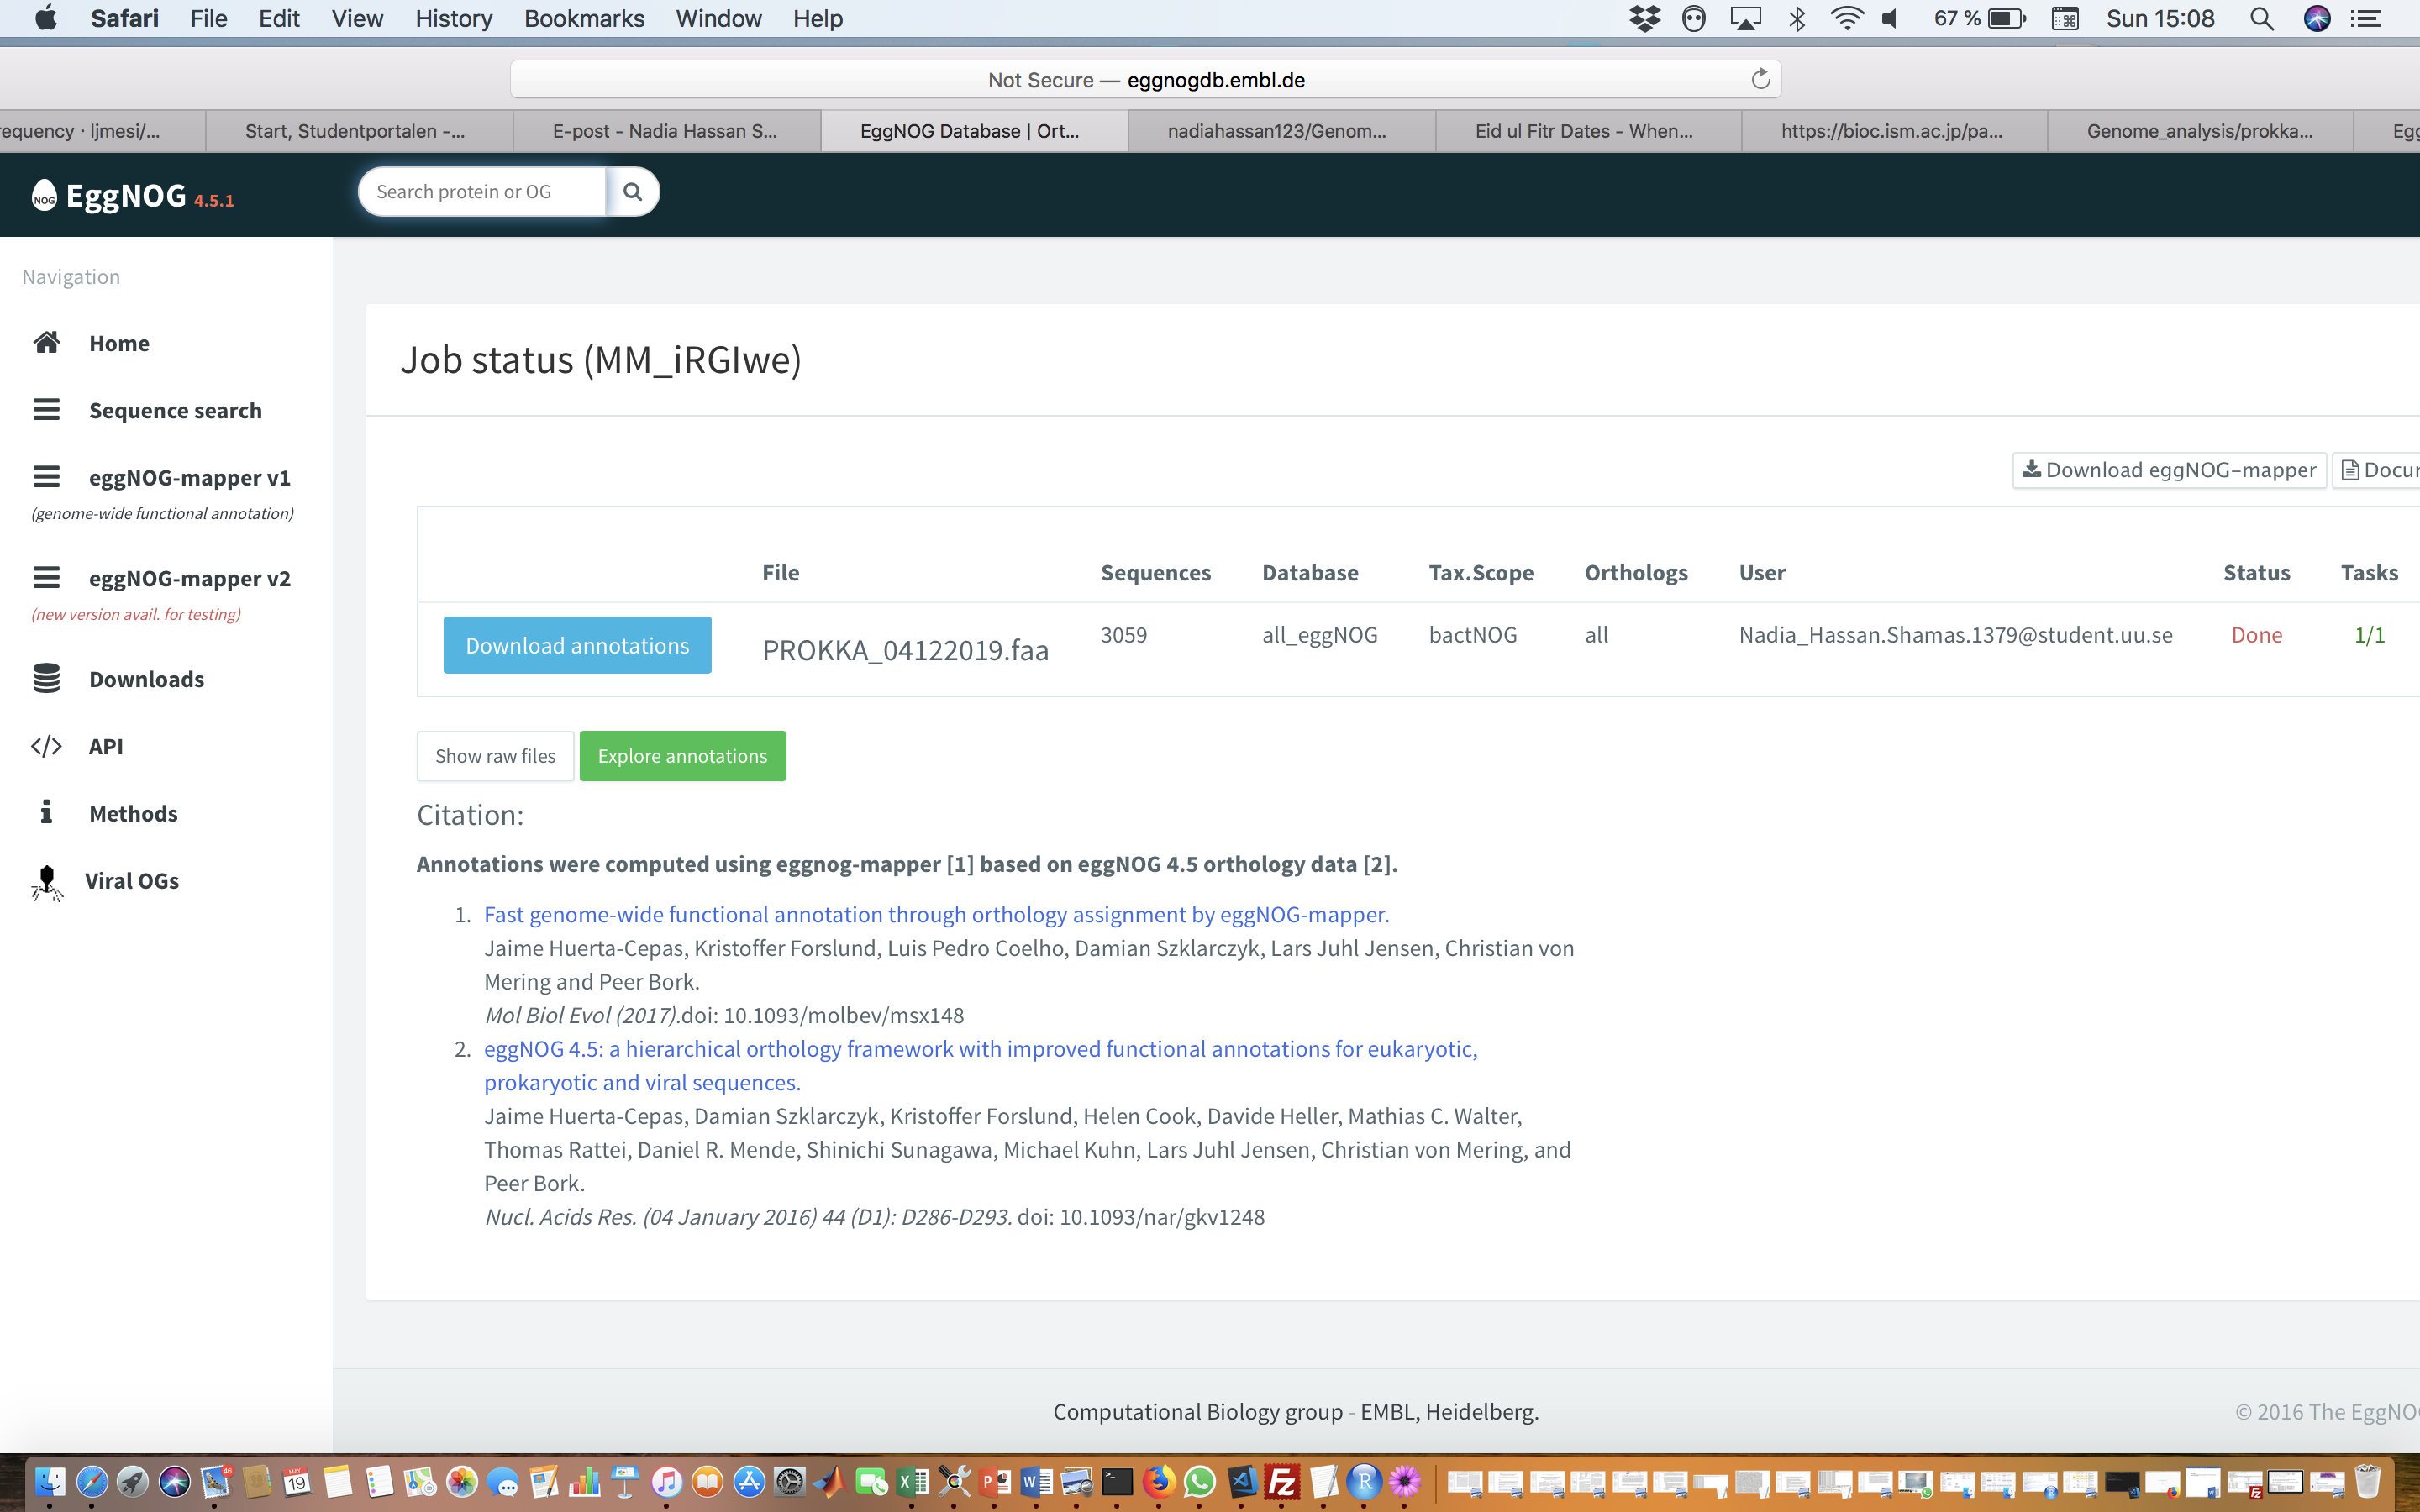 Safari File Edit View History Bookmarks Window Help 67 % Sun 15:08
Not Secure — eggnogdb.embl.de
equency · ljmesi/... Start, Studentportalen -... E-post - Nadia Hassan S... EggNOG Database | Ort... nadiahassan123/Genom... Eid ul Fitr Dates - When... https://bioc.ism.ac.jp/pa... Genome_analysis/prokka... Egg
NOG EggNOG 4.5.1 Search protein or OG
Navigation
Home
Sequence search
eggNOG-mapper v1
(genome-wide functional annotation)
eggNOG-mapper v2
(new version avail. for testing)
Downloads
API
Methods
Viral OGs
Job status (MM_iRGIwe)
Download eggNOG-mapper Docu
File Sequences Database Tax.Scope Orthologs User Status Tasks
Download annotations PROKKA_04122019.faa 3059 all_eggNOG bactNOG all Nadia_Hassan.Shamas.1379@student.uu.se Done 1/1
Show raw files Explore annotations
Citation:
Annotations were computed using eggnog-mapper [1] based on eggNOG 4.5 orthology data [2].
1. Fast genome-wide functional annotation through orthology assignment by eggNOG-mapper.
Jaime Huerta-Cepas, Kristoffer Forslund, Luis Pedro Coelho, Damian Szklarczyk, Lars Juhl Jensen, Christian von
Mering and Peer Bork.
Mol Biol Evol (2017).doi: 10.1093/molbev/msx148
2. eggNOG 4.5: a hierarchical orthology framework with improved functional annotations for eukaryotic,
prokaryotic and viral sequences.
Jaime Huerta-Cepas, Damian Szklarczyk, Kristoffer Forslund, Helen Cook, Davide Heller, Mathias C. Walter,
Thomas Rattei, Daniel R. Mende, Shinichi Sunagawa, Michael Kuhn, Lars Juhl Jensen, Christian von Mering, and
Peer Bork.
Nucl. Acids Res. (04 January 2016) 44 (D1): D286-D293. doi: 10.1093/nar/gkv1248
Computational Biology group - EMBL, Heidelberg.
© 2016 The EggNO
46 MAY 19